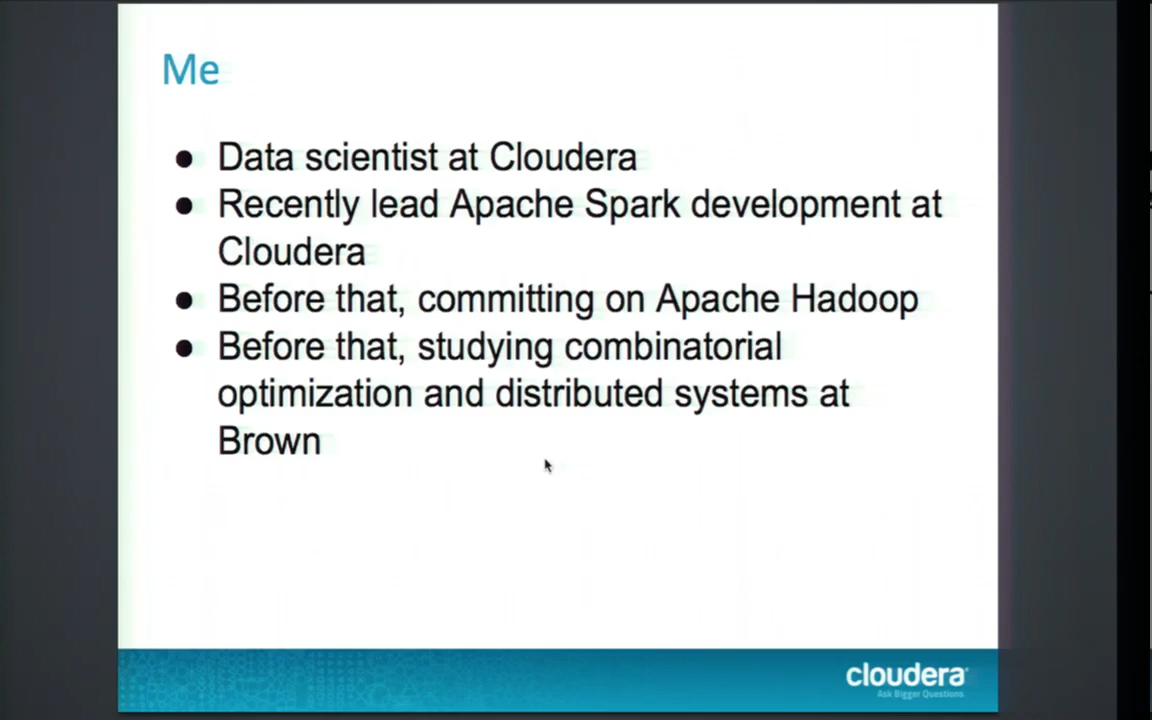 Me
● Data scientist at Cloudera
● Recently lead Apache Spark development at
Cloudera
● Before that, committing on Apache Hadoop
● Before that, studying combinatorial
optimization and distributed systems at
Brown
cloudera
Ask Bigger Questions